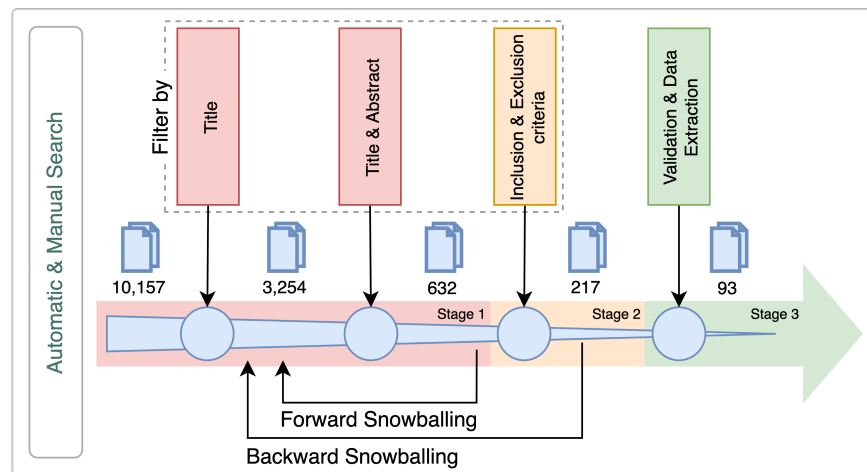 Automatic & Manual Search
Filter by
Title
Title & Abstract
Inclusion & Exclusion
criteria
Validation & Data
Extraction
10,157
3,254
632
217
93
Stage 1
Stage 2
Stage 3
Forward Snowballing
Backward Snowballing